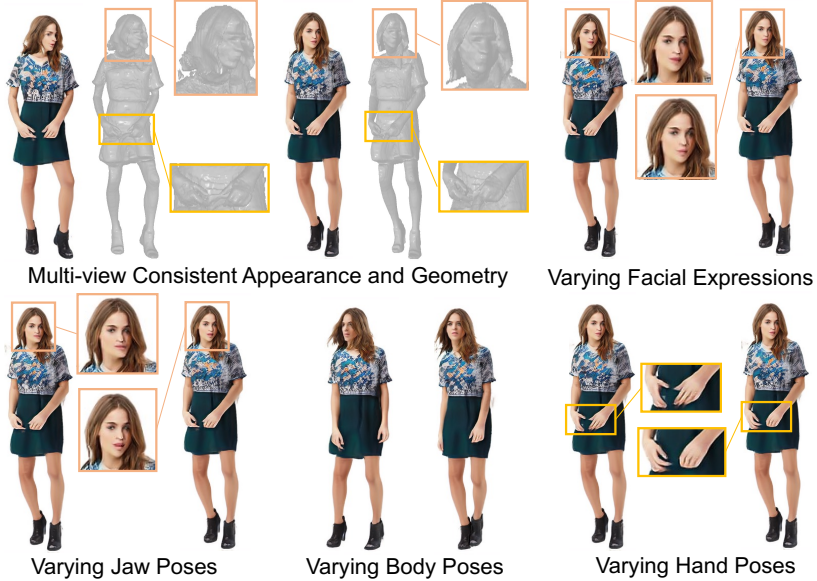 Multi-view Consistent Appearance and Geometry
Varying Facial Expressions
Varying Jaw Poses
Varying Body Poses
Varying Hand Poses